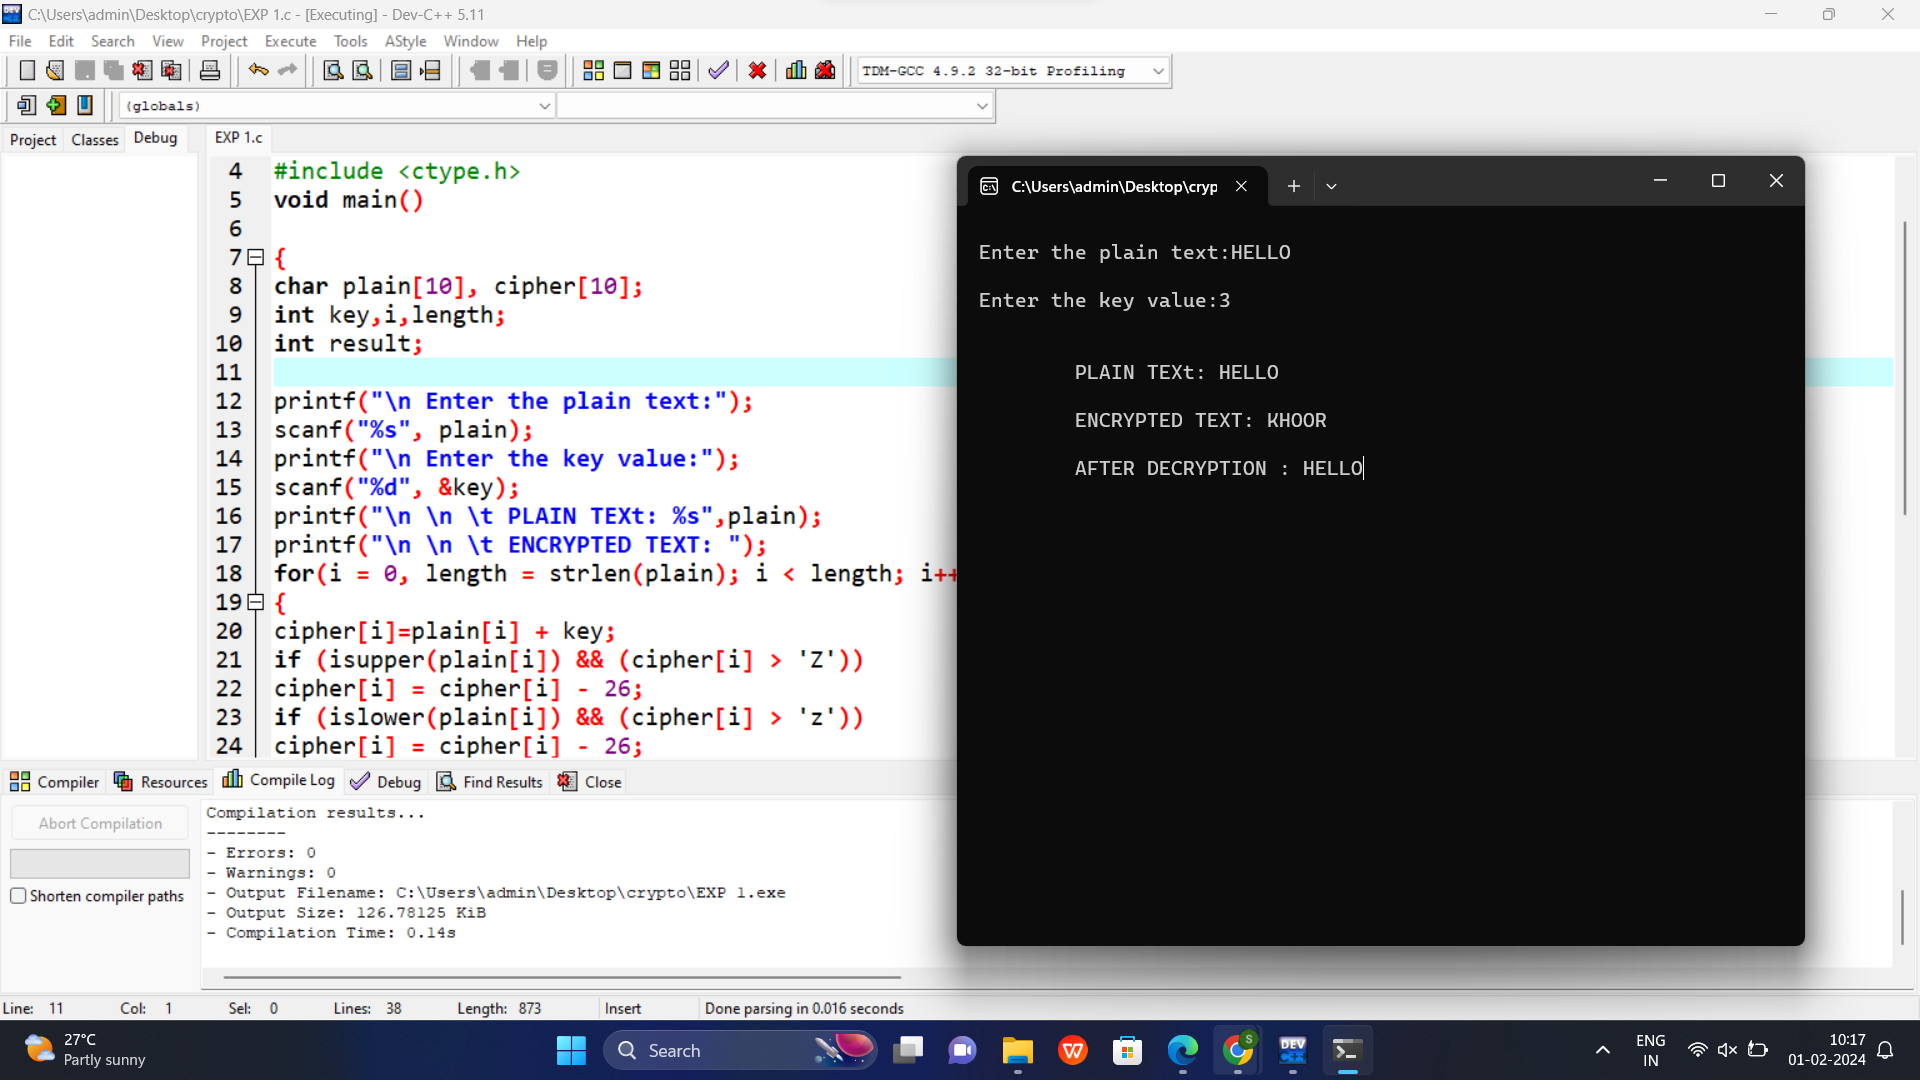 C:\Users\admin\Desktop\crypto\EXP 1.c - [Executing] - Dev-C++ 5.11
File Edit Search View Project Execute Tools AStyle Window Help
TDM-GCC 4.9.2 32-bit Profiling
(globals)
Project Classes Debug
EXP 1.c
4 #include <ctype.h>
5 void main()
6
7 {
8 char plain[10], cipher[10];
9 int key,i,length;
10 int result;
11
12 printf("\n Enter the plain text:");
13 scanf("%s", plain);
14 printf("\n Enter the key value:");
15 scanf("%d", &key);
16 printf("\n \n \t PLAIN TEXt: %s",plain);
17 printf("\n \n \t ENCRYPTED TEXT: ");
18 for(i = 0, length = strlen(plain); i < length; i++
19 {
20 cipher[i]=plain[i] + key;
21 if (isupper(plain[i]) && (cipher[i] > 'Z'))
22 cipher[i] = cipher[i] - 26;
23 if (islower(plain[i]) && (cipher[i] > 'z'))
24 cipher[i] = cipher[i] - 26;
C:\Users\admin\Desktop\cryp
Enter the plain text:HELLO
Enter the key value:3
PLAIN TEXt: HELLO
ENCRYPTED TEXT: KHOOR
AFTER DECRYPTION : HELLO
Compiler Resources Compile Log Debug Find Results Close
Abort Compilation
Shorten compiler paths
Compilation results...
--------
- Errors: 0
- Warnings: 0
- Output Filename: C:\Users\admin\Desktop\crypto\EXP 1.exe
- Output Size: 126.78125 KiB
- Compilation Time: 0.14s
Line: 11 Col: 1 Sel: 0 Lines: 38 Length: 873 Insert Done parsing in 0.016 seconds
27°C
Partly sunny
Search
S
DEV
C++
ENG
IN
10:17
01-02-2024